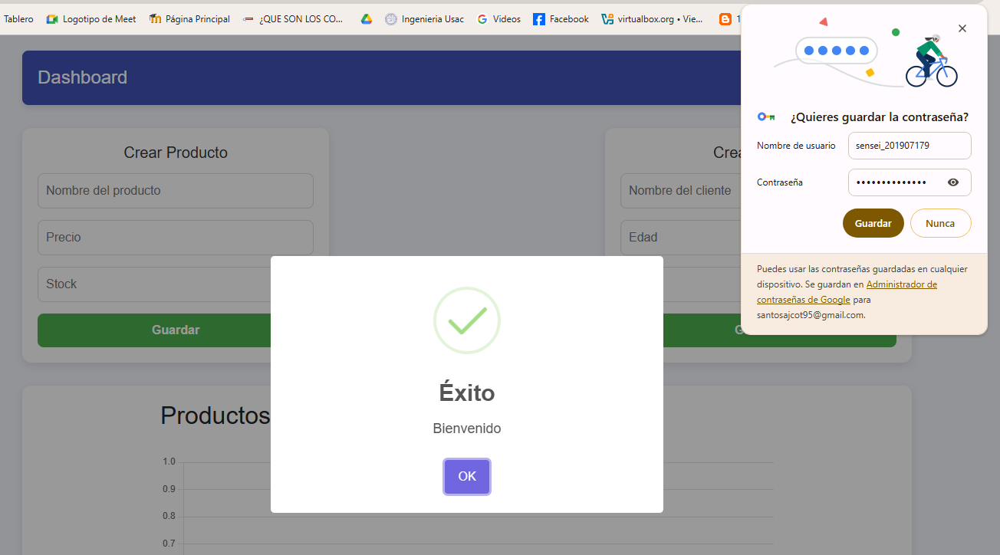 Tablero
Logotipo de Meet
Página Principal
¿QUE SON LOS CO...
Ingenieria Usac
Videos
Facebook
virtualbox.org • Vie...
1
Dashboard
Crear Producto
Nombre del producto
Precio
Stock
Guardar
Nombre del cliente
Edad
Productos
1.0
0.9
0.8
0.7
Éxito
Bienvenido
OK
¿Quieres guardar la contraseña?
Nombre de usuario
sensei_201907179
Contraseña
••••••••••••••
Guardar
Nunca
Puedes usar las contraseñas guardadas en cualquier
dispositivo. Se guardan en Administrador de
contraseñas de Google para
santosajcot95@gmail.com.